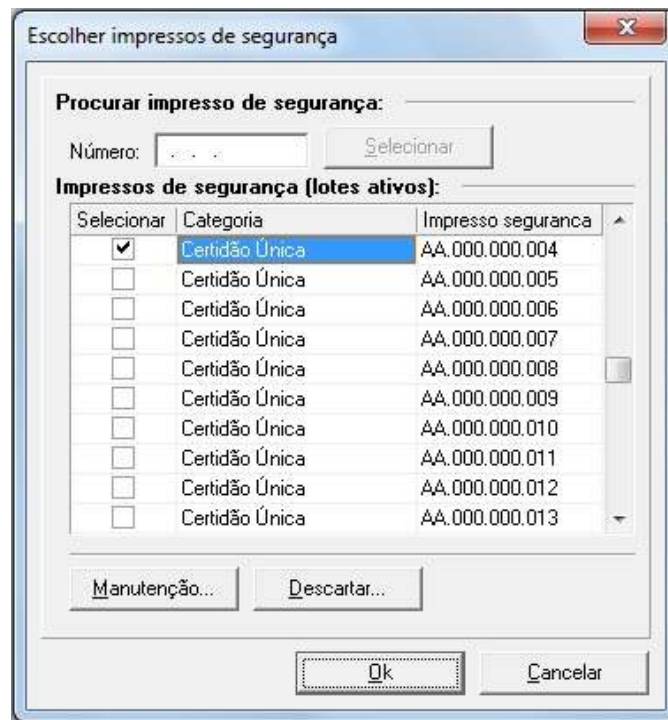 Escolher impressos de segurança
Procurar impresso de segurança:
Número: . . . Selecionar
Impressos de segurança (lotes ativos):
Selecionar Categoria Impresso seguranca
Certidão Única AA.000.000.004
Certidão Única AA.000.000.005
Certidão Única AA.000.000.006
Certidão Única AA.000.000.007
Certidão Única AA.000.000.008
Certidão Única AA.000.000.009
Certidão Única AA.000.000.010
Certidão Única AA.000.000.011
Certidão Única AA.000.000.012
Certidão Única AA.000.000.013
Manutenção... Descartar...
Ok Cancelar